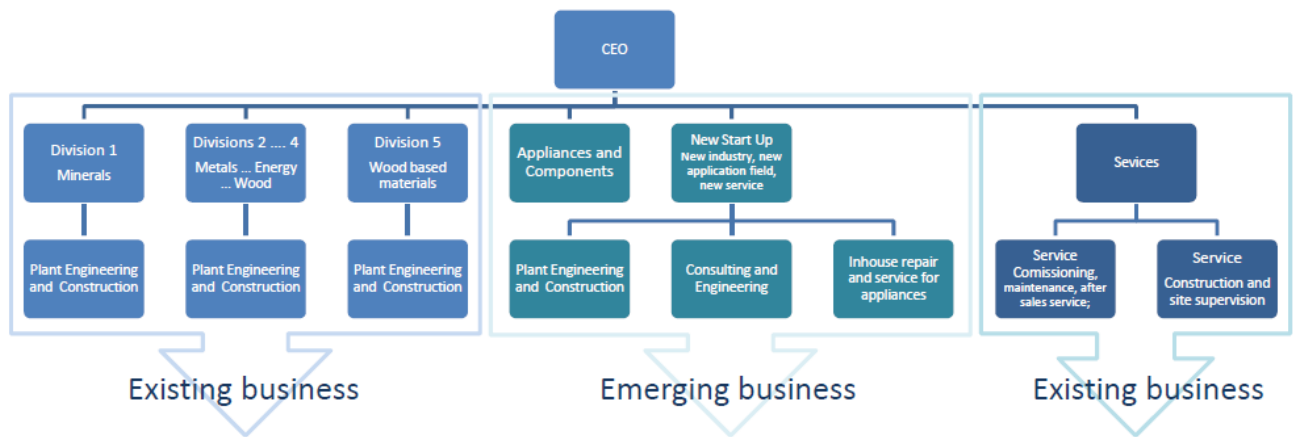 CEO
Division 1
Minerals
Divisions 2 .... 4
Metals ... Energy
... Wood
Division 5
Wood based
materials
Appliances and
Components
New Start Up
New industry, new
application field,
new service
Sevices
Plant Engineering
and Construction
Plant Engineering
and Construction
Plant Engineering
and Construction
Plant Engineering
and Construction
Consulting and
Engineering
Inhouse repair
and service for
appliances
Service
Comissioning,
maintenance, after
sales service;
Service
Construction and
site supervision
Existing business
Emerging business
Existing business